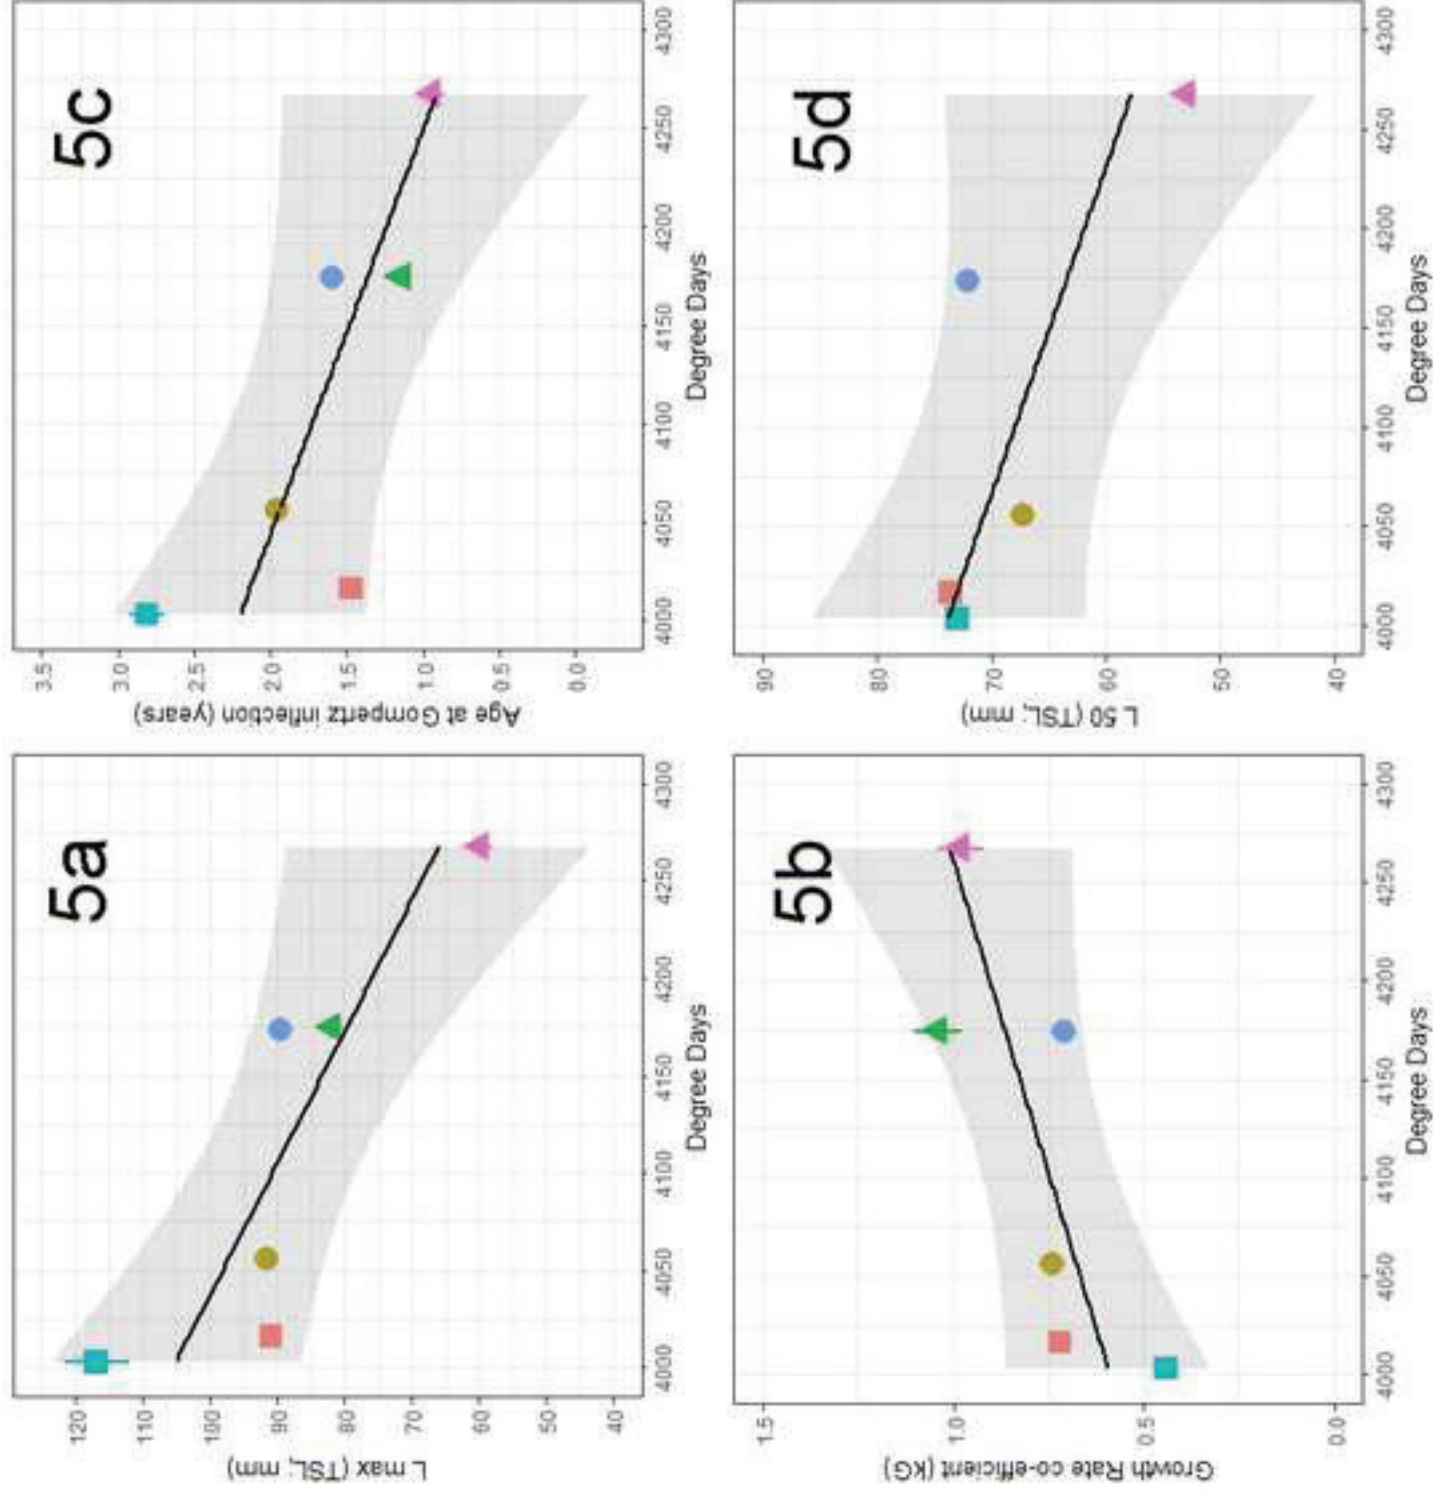 5a
L max (TSL; mm)
120
110
100
90
80
70
60
50
40
4000 4050 4100 4150 4200 4250 4300
Degree Days
5c
Age at Gompertz inflection (years)
3.5
3.0
2.5
2.0
1.5
1.0
0.5
0.0
4000 4050 4100 4150 4200 4250 4300
Degree Days
5b
Growth Rate co-efficient (KG)
1.5
1.0
0.5
0.0
4000 4050 4100 4150 4200 4250 4300
Degree Days
5d
L 50 (TSL; mm)
90
80
70
60
50
40
4000 4050 4100 4150 4200 4250 4300
Degree Days